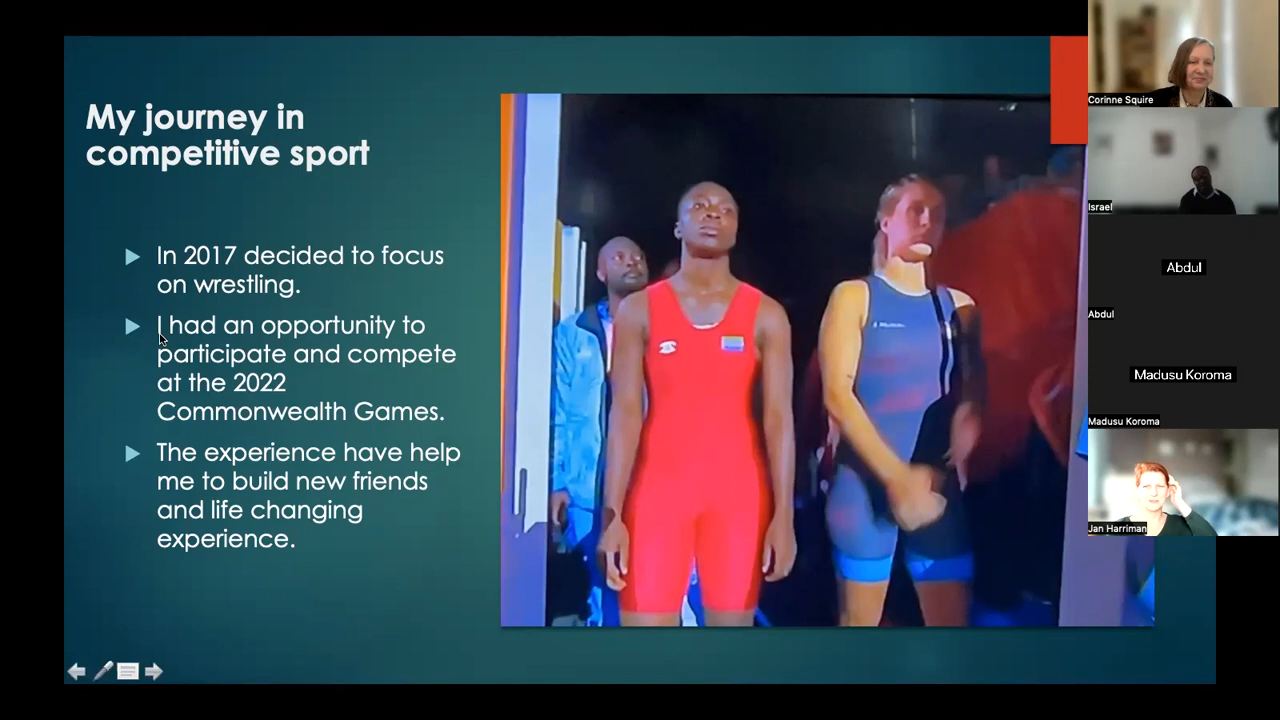 My journey in
competitive sport
In 2017 decided to focus
on wrestling.
I had an opportunity to
participate and compete
at the 2022
Commonwealth Games.
The experience have help
me to build new friends
and life changing
experience.
Corinne Squire
Israel
Abdul
Abdul
Madusu Koroma
Madusu Koroma
Jan Harriman